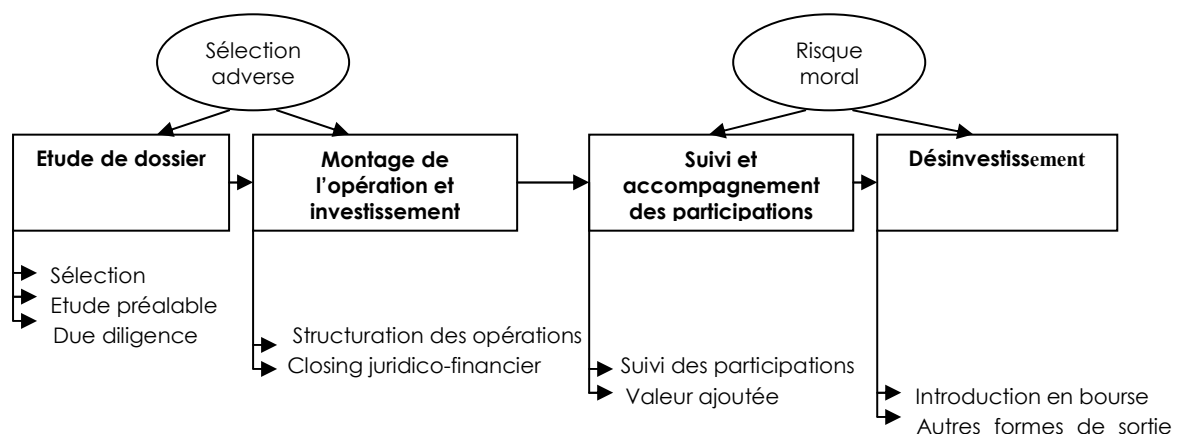 Sélection
adverse
Risque
moral
Etude de dossier
Montage de
l'opération et
investissement
Suivi et
accompagnement
des participations
Désinvestissement
Sélection
Etude préalable
Due diligence
Structuration des opérations
Closing juridico-financier
Suivi des participations
Valeur ajoutée
Introduction en bourse
Autres formes de sortie